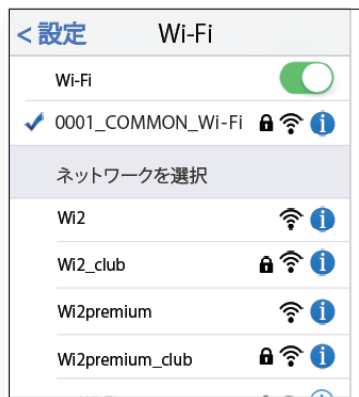 <設定 Wi-Fi
Wi-Fi
0001_COMMON_Wi-Fi
ネットワークを選択
Wi2
Wi2_club
Wi2premium
Wi2premium_club